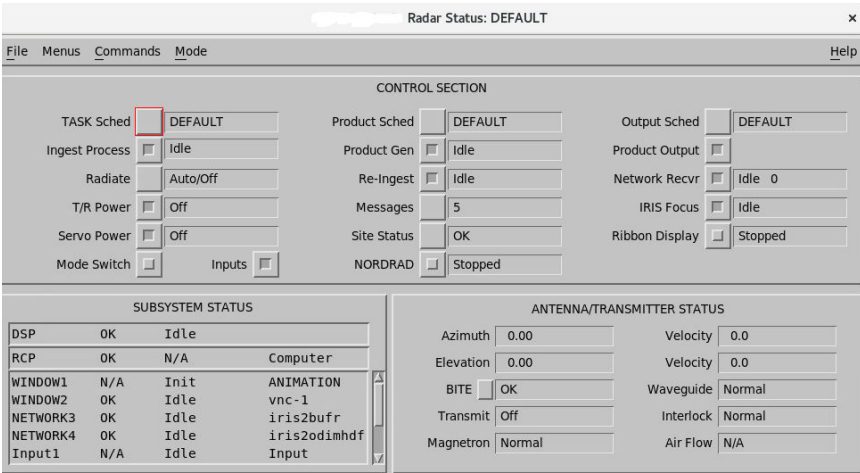 Radar Status: DEFAULT ×
File Menus Commands Mode Help
CONTROL SECTION
TASK Sched DEFAULT Product Sched DEFAULT Output Sched DEFAULT
Ingest Process Idle Product Gen Idle Product Output
Radiate Auto/Off Re-Ingest Idle Network Recvr Idle 0
T/R Power Off Messages 5 IRIS Focus Idle
Servo Power Off Site Status OK Ribbon Display Stopped
Mode Switch Inputs NORDRAD Stopped
SUBSYSTEM STATUS
DSP OK Idle
RCP OK N/A Computer
WINDOW1 N/A Init ANIMATION
WINDOW2 OK Idle vnc-1
NETWORK3 OK Idle iris2bufr
NETWORK4 OK Idle iris2odimhdf
Input1 N/A Idle Input
ANTENNA/TRANSMITTER STATUS
Azimuth 0.00 Velocity 0.0
Elevation 0.00 Velocity 0.0
BITE OK Waveguide Normal
Transmit Off Interlock Normal
Magnetron Normal Air Flow N/A